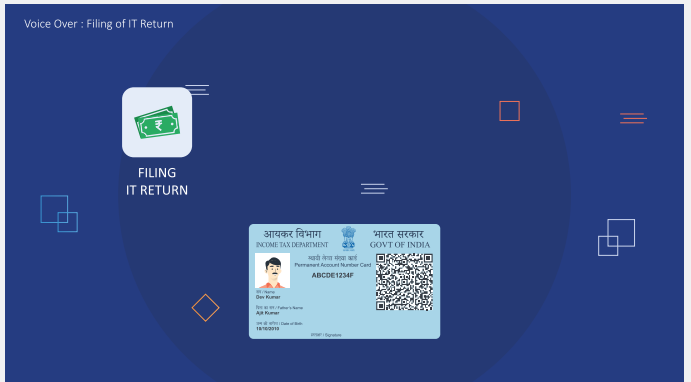 Voice Over : Filing of IT Return
₹
FILING
IT RETURN
आयकर विभाग
भारत सरकार
INCOME TAX DEPARTMENT
GOVT OF INDIA
स्थायी लेखा संख्या कार्ड
Permanent Account Number Card
ABCDE1234F
नाम / Name
Dev Kumar
पिता का नाम / Father's Name
Ajit Kumar
जन्म की तारीख / Date of Birth
18/10/2010
हस्ताक्षर / Signature